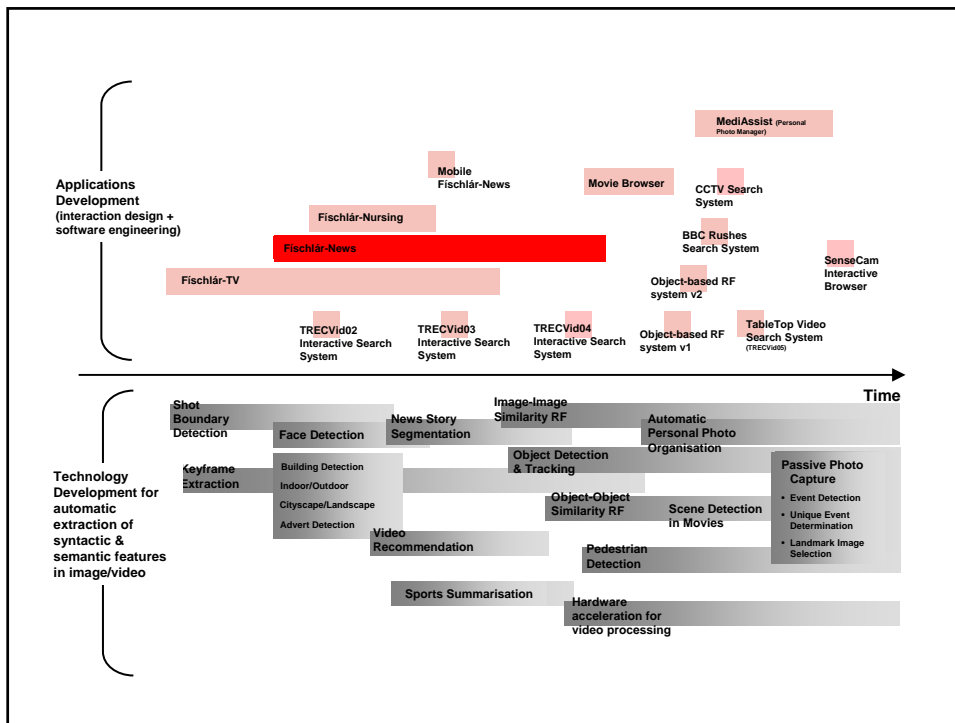 MediAssist (Personal
Photo Manager)
Mobile
Físchlár-News
Movie Browser
CCTV Search
System
Applications
Development
(interaction design +
software engineering)
Físchlár-Nursing
BBC Rushes
Search System
Físchlár-News
SenseCam
Interactive
Browser
Físchlár-TV
Object-based RF
system v2
TRECVid02
Interactive Search
System
TRECVid03
Interactive Search
System
TRECVid04
Interactive Search
System
Object-based RF
system v1
TableTop Video
Search System
(TRECVid05)
Time
Shot
Boundary
Detection
Image-Image
Similarity RF
News Story
Segmentation
Automatic
Personal Photo
Organisation
Face Detection
Object Detection
& Tracking
Keyframe
Extraction
Building Detection
Indoor/Outdoor
Cityscape/Landscape
Advert Detection
Passive Photo
Capture
• Event Detection
• Unique Event
Determination
• Landmark Image
Selection
Technology
Development for
automatic
extraction of
syntactic &
semantic features
in image/video
Object-Object
Similarity RF
Scene Detection
in Movies
Video
Recommendation
Pedestrian
Detection
Sports Summarisation
Hardware
acceleration for
video processing